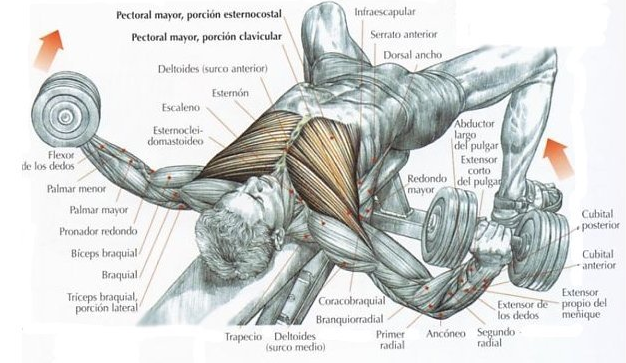 Pectoral mayor, porción esternocostal
Pectoral mayor, porción clavicular
Deltoides (surco anterior)
Esternón
Escaleno
Esternoclei-
domastoideo
Infraescapular
Serrato anterior
Dorsal ancho
Flexor
de los dedos
Palmar menor
Palmar mayor
Pronador redondo
Bíceps braquial
Braquial
Tríceps braquial,
porción lateral
Abductor
largo
del pulgar
Extensor
corto
del pulgar
Redondo
mayor
Cubital
posterior
Cubital
anterior
Extensor
propio del
meñique
Extensor de
los dedos
Coracobraquial
Branquiorradial
Trapecio
Deltoides
(surco medio)
Primer
radial
Ancóneo
Segundo
radial